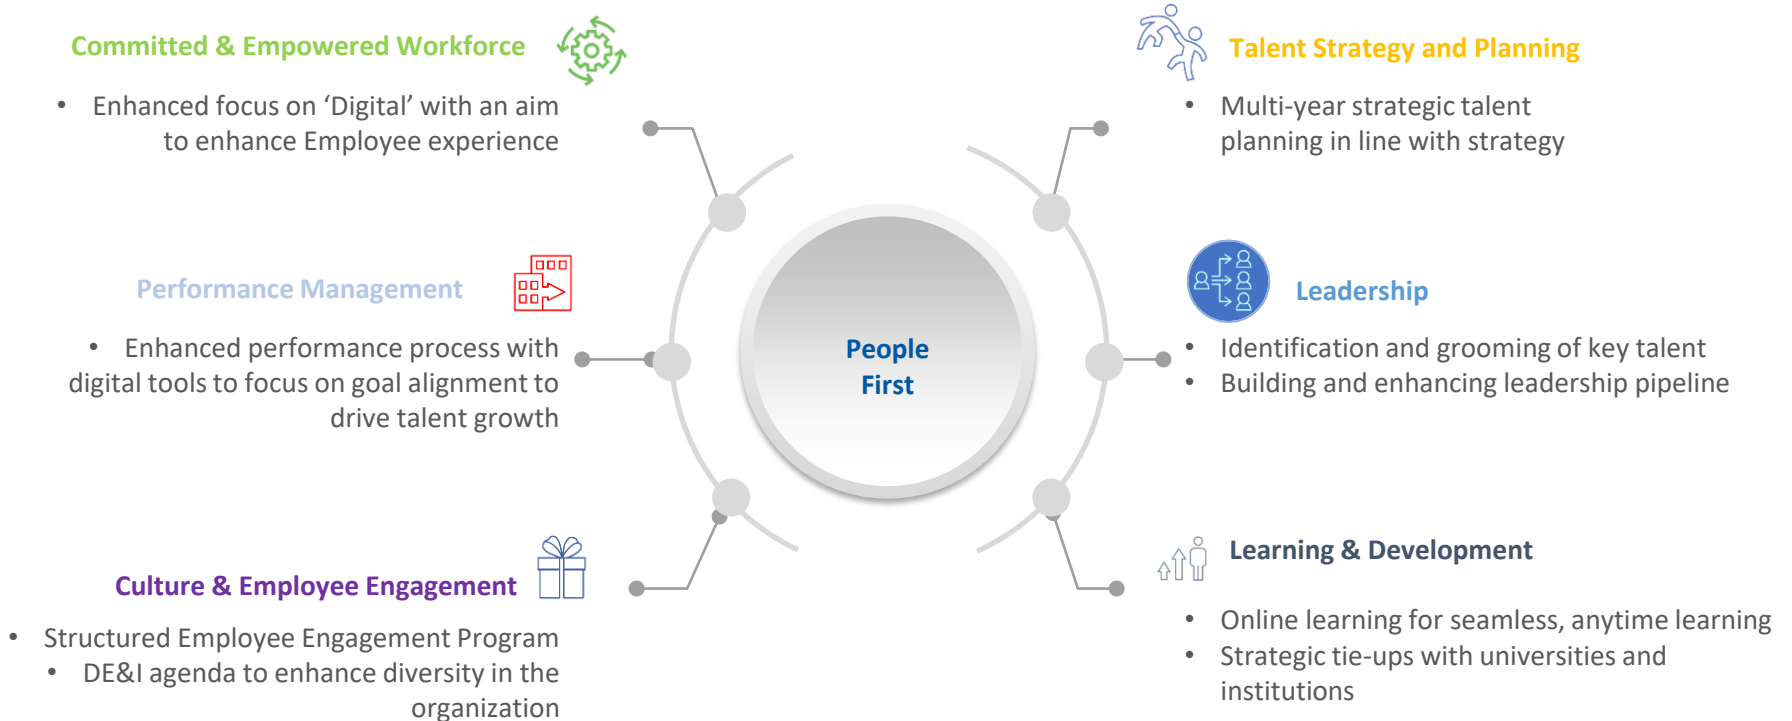 Committed & Empowered Workforce
• Enhanced focus on ‘Digital’ with an aim
to enhance Employee experience
Performance Management
• Enhanced performance process with
digital tools to focus on goal alignment to
drive talent growth
Culture & Employee Engagement
• Structured Employee Engagement Program
• DE&I agenda to enhance diversity in the
organization
People
First
Talent Strategy and Planning
• Multi-year strategic talent
planning in line with strategy
Leadership
• Identification and grooming of key talent
• Building and enhancing leadership pipeline
Learning & Development
• Online learning for seamless, anytime learning
• Strategic tie-ups with universities and
institutions